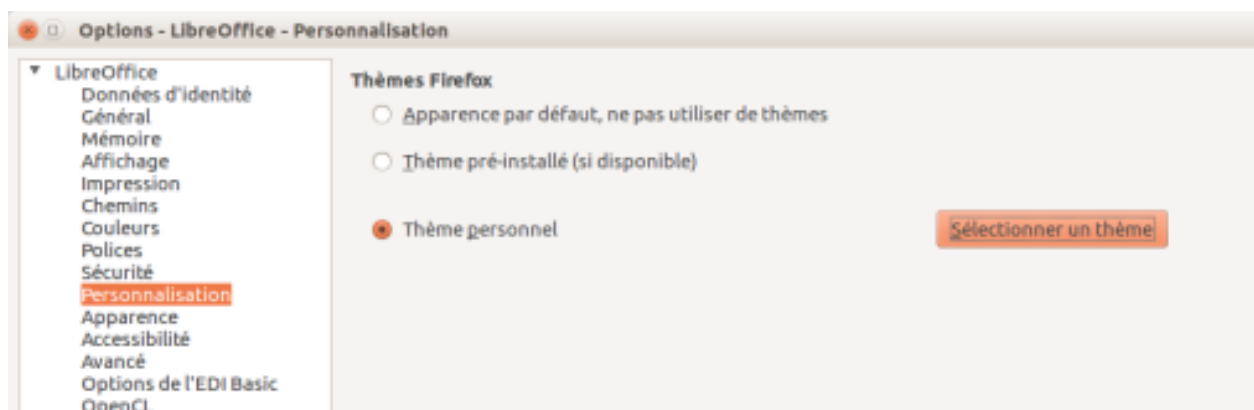 Options - LibreOffice - Personnalisation
LibreOffice
Données d'identité
Général
Mémoire
Affichage
Impression
Chemins
Couleurs
Polices
Sécurité
Personnalisation
Apparence
Accessibilité
Avancé
Options de l'EDI Basic
OpenCL
Thèmes Firefox
Apparence par défaut, ne pas utiliser de thèmes
Thème pré-installé (si disponible)
Thème personnel
Sélectionner un thème